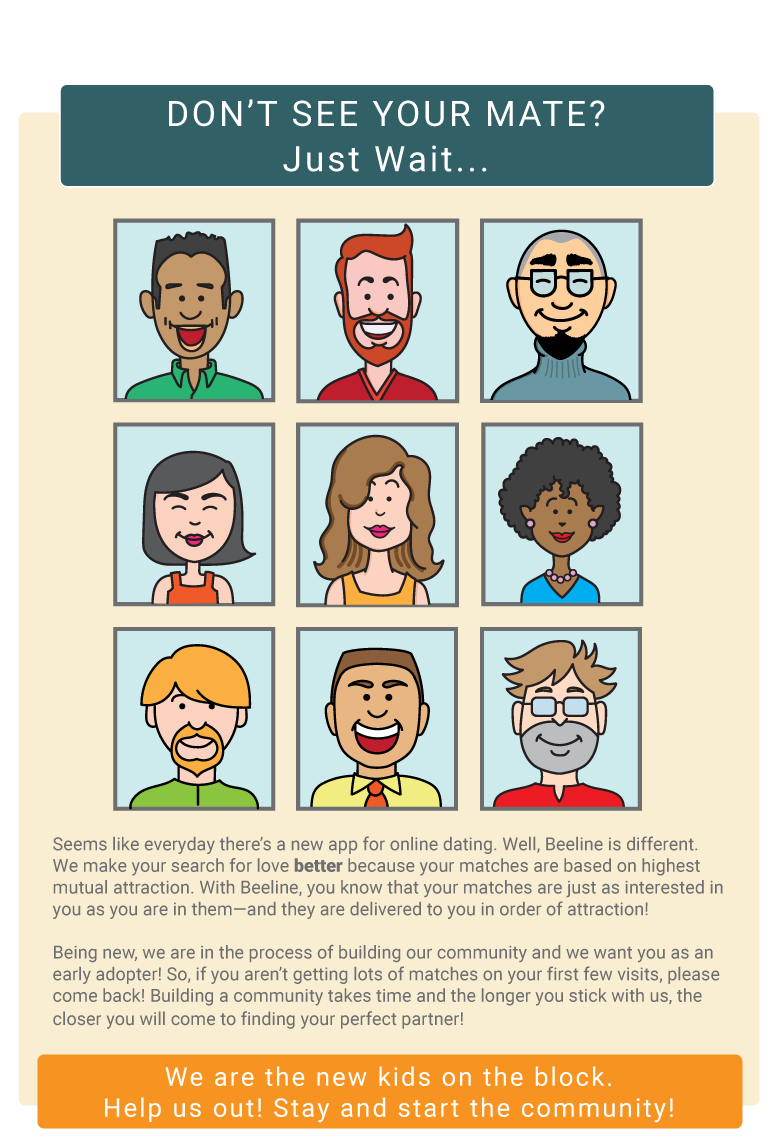 DON'T SEE YOUR MATE?
Just Wait...
Seems like everyday there's a new app for online dating. Well, Beeline is different.
We make your search for love better because your matches are based on highest
mutual attraction. With Beeline, you know that your matches are just as interested in
you as you are in them—and they are delivered to you in order of attraction!
Being new, we are in the process of building our community and we want you as an
early adopter! So, if you aren't getting lots of matches on your first few visits, please
come back! Building a community takes time and the longer you stick with us, the
closer you will come to finding your perfect partner!
We are the new kids on the block.
Help us out! Stay and start the community!